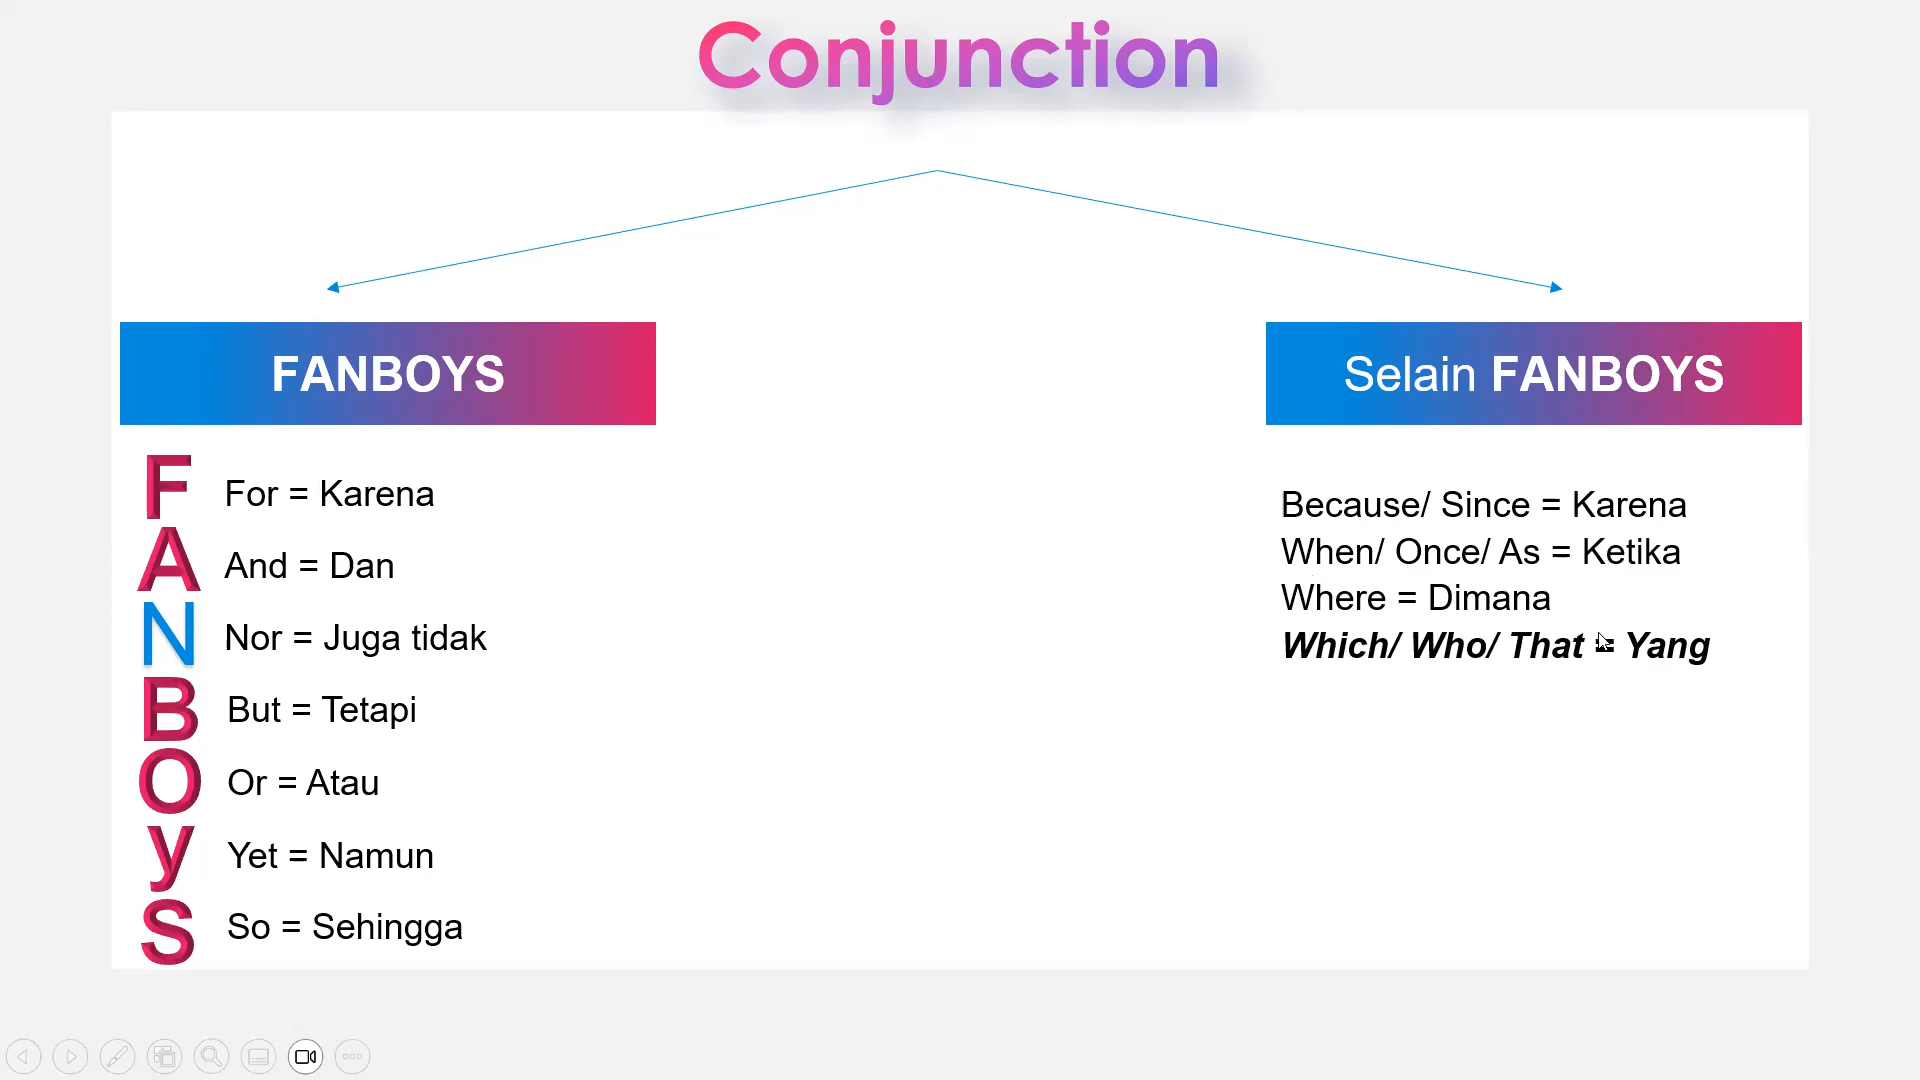 Conjunction
FANBOYS
F For = Karena
A And = Dan
N Nor = Juga tidak
B But = Tetapi
O Or = Atau
y Yet = Namun
S So = Sehingga
Selain FANBOYS
Because/ Since = Karena
When/ Once/ As = Ketika
Where = Dimana
Which/ Who/ That = Yang